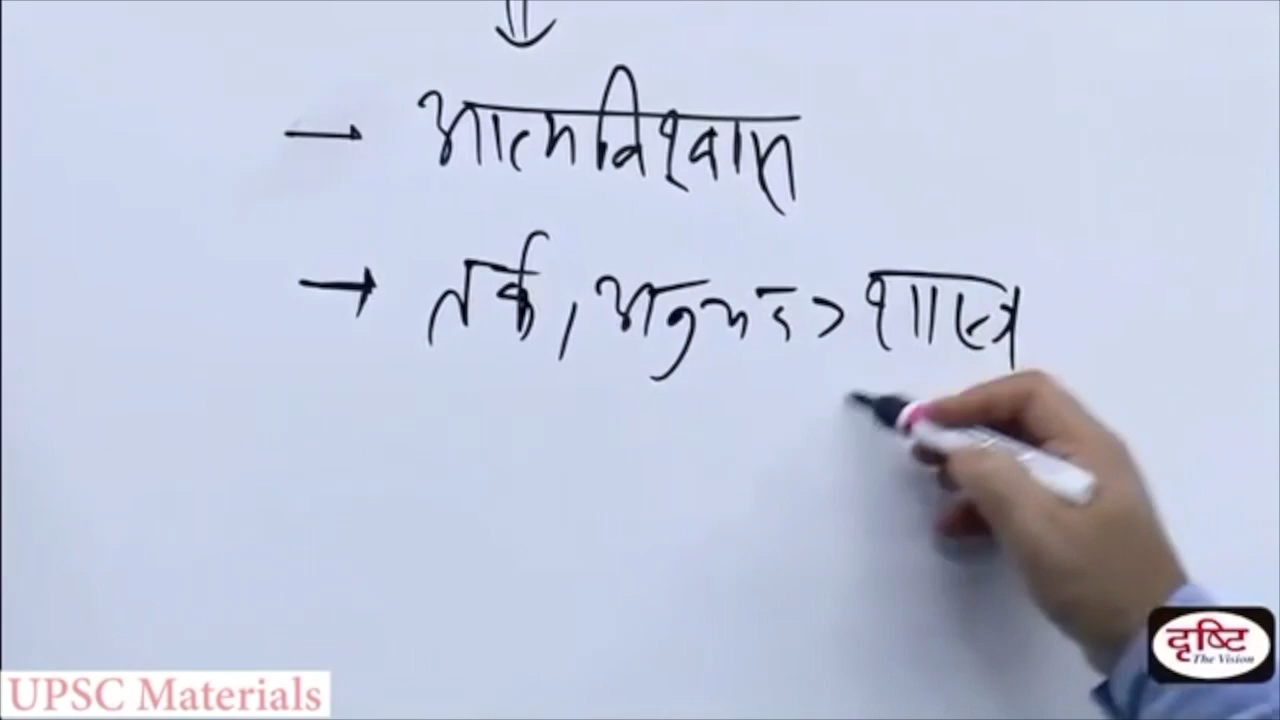 → आत्मविश्वास
→ तर्क, अनुभव > शास्त्र
दृष्टि
The Vision
UPSC Materials